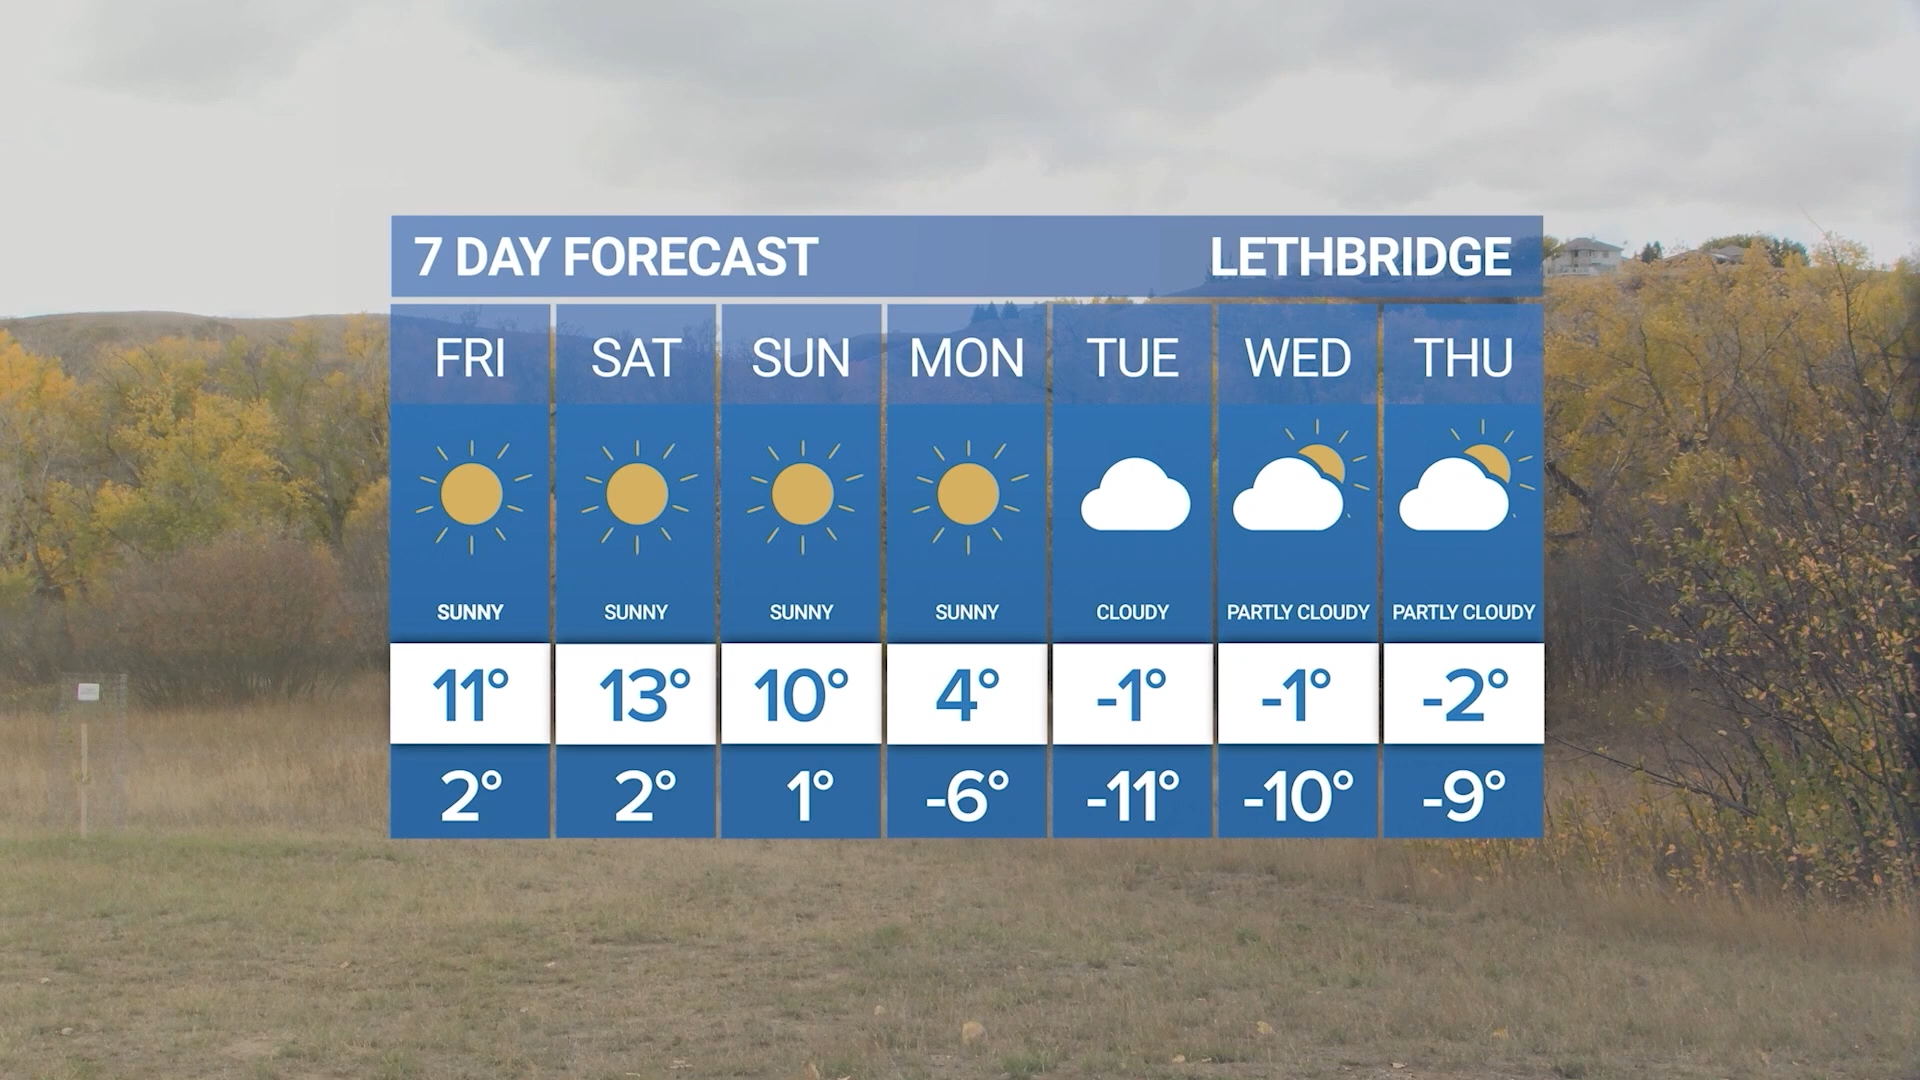 7 DAY FORECAST LETHBRIDGE
FRI SAT SUN MON TUE WED THU
SUNNY SUNNY SUNNY SUNNY CLOUDY PARTLY CLOUDY PARTLY CLOUDY
11° 13° 10° 4° -1° -1° -2°
2° 2° 1° -6° -11° -10° -9°